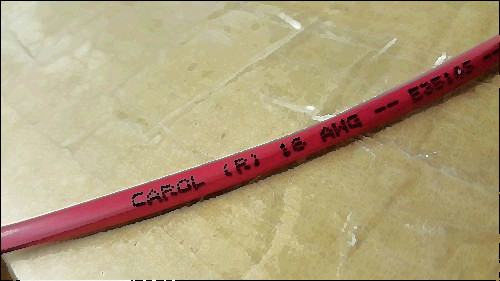 CAROL (R) 16 AWG -- E35105 --